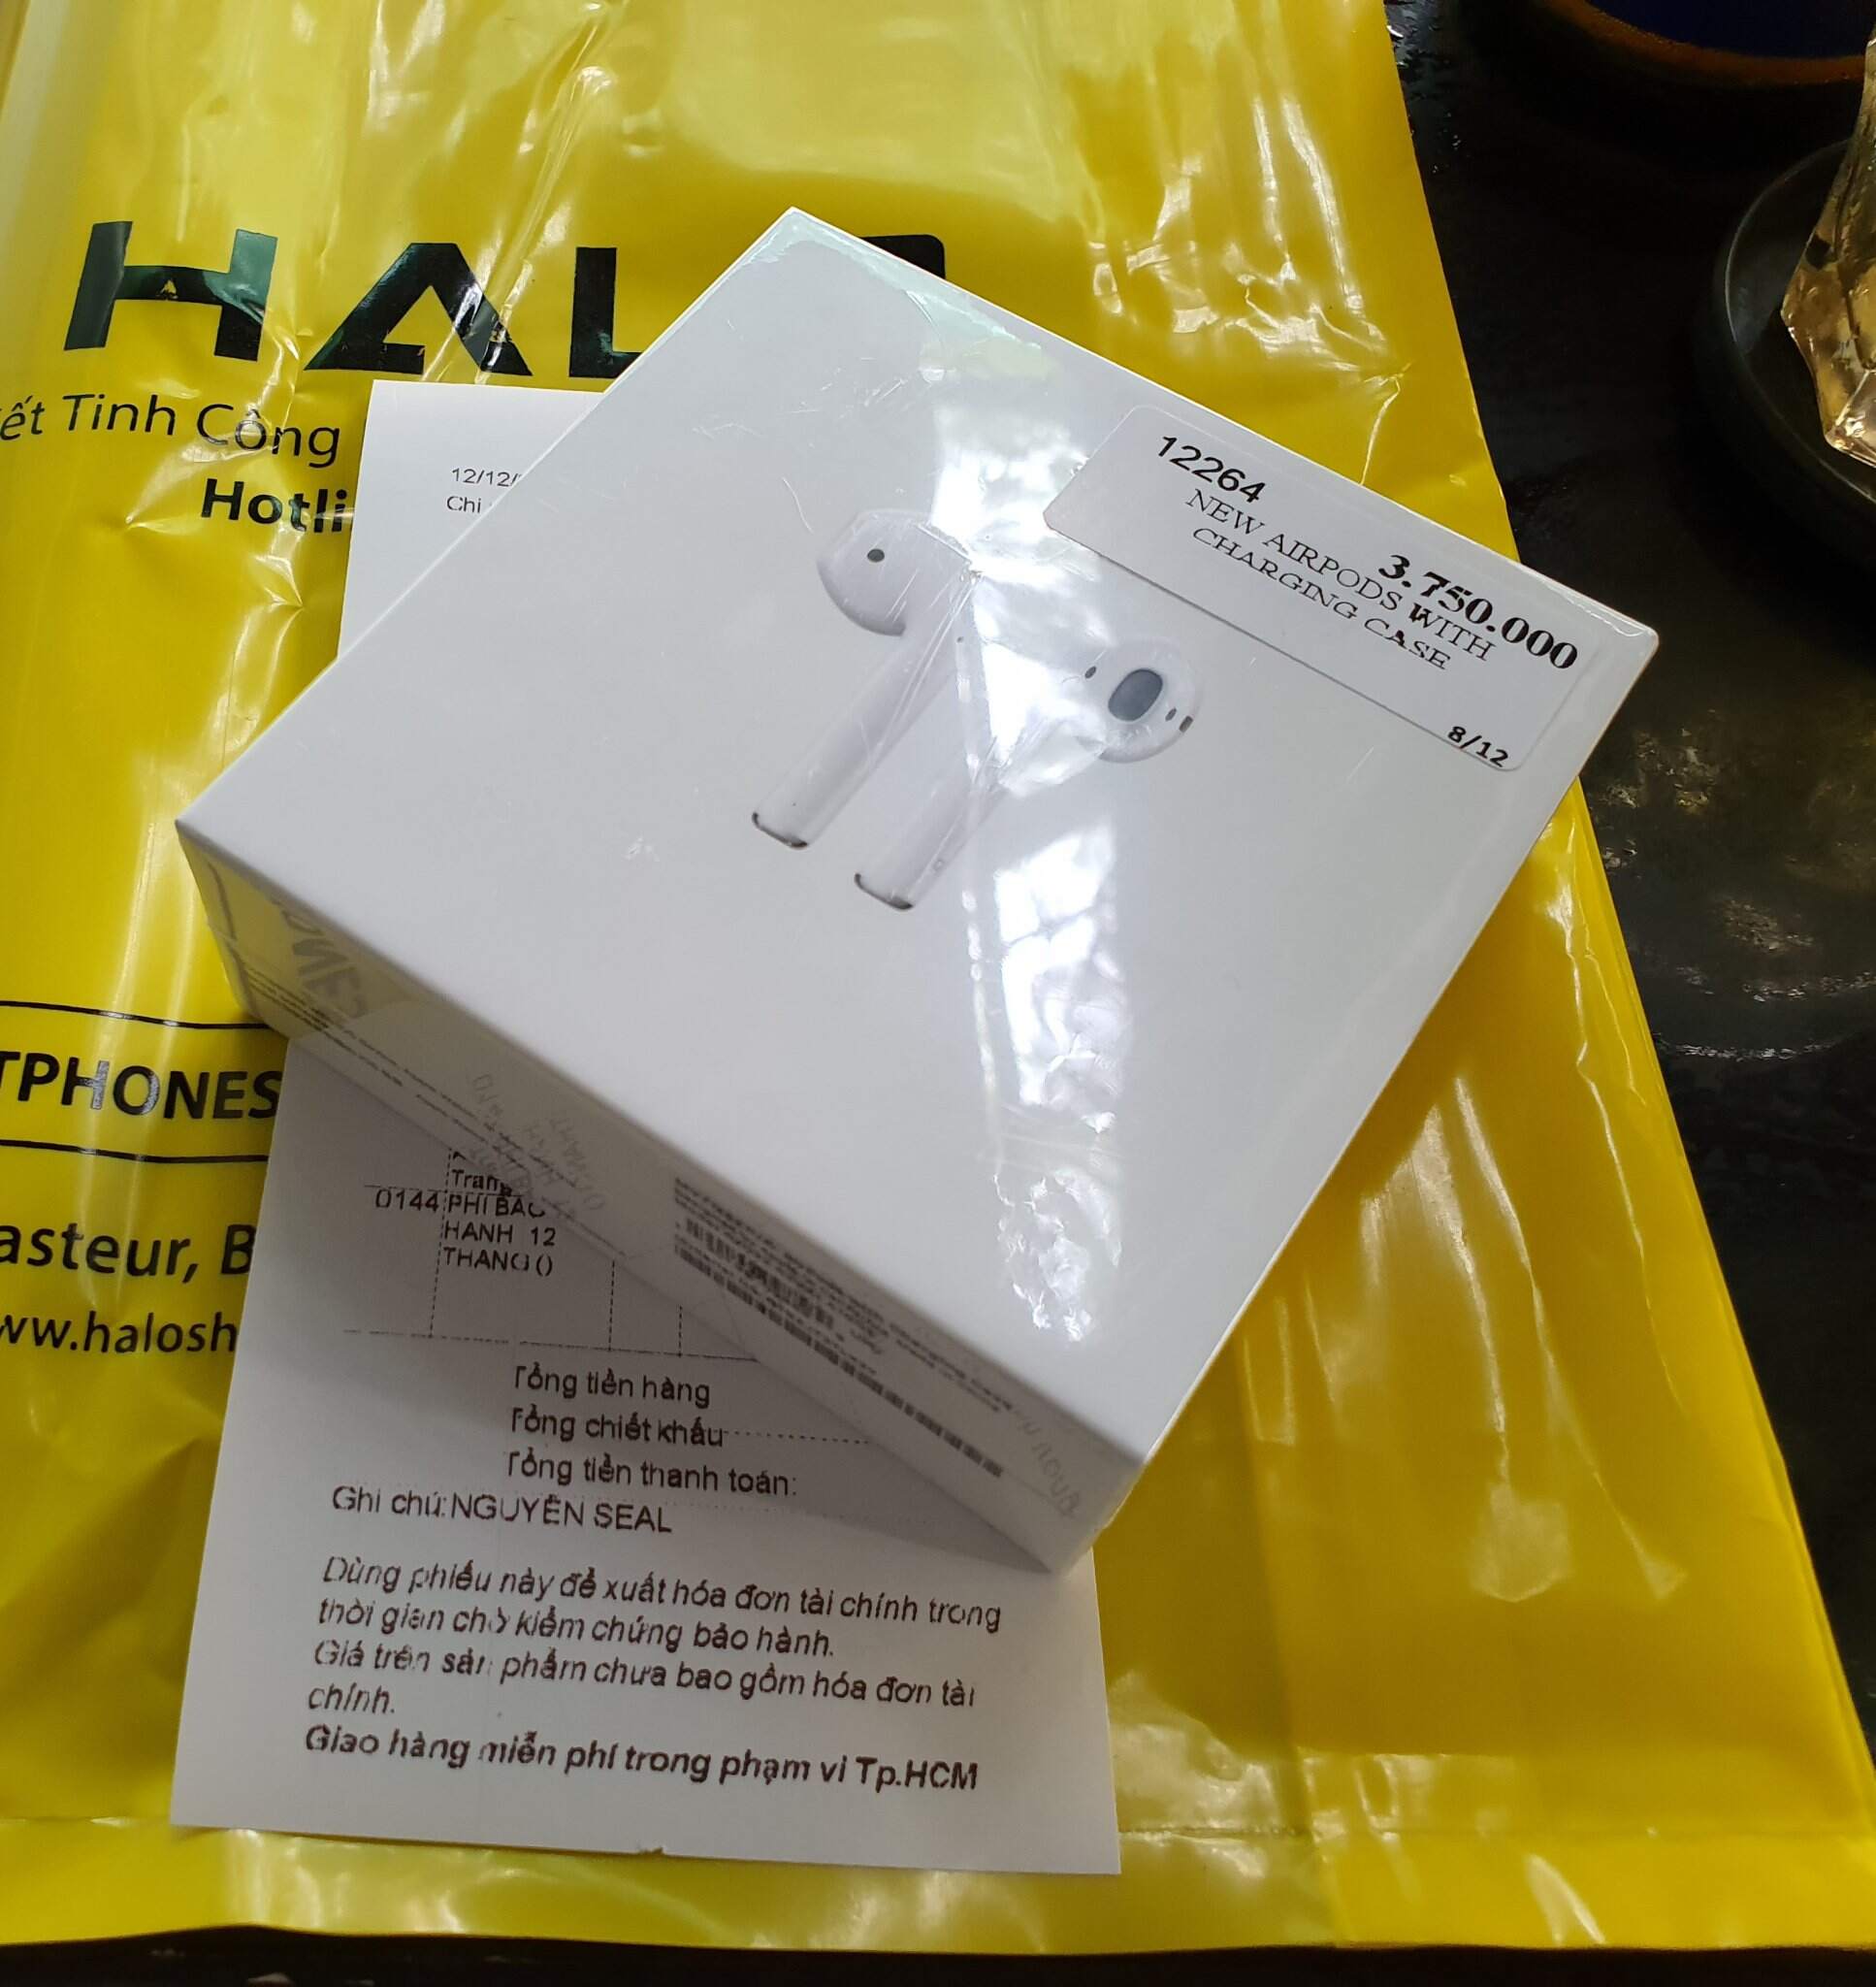 HALO
ết Tinh Công
Hotli
12/12/
Chi
12264
3.750.000
NEW AIRPODS WITH
CHARGING CASE
8/12
TPHONES
asteur, B
ww.halosh
Trang
0144 PHÍ BẢO
HÀNH 12
THÁNG ()
Tổng tiền hàng
Tổng chiết khấu
Tổng tiền thanh toán:
Ghi chú:NGUYÊN SEAL
Dùng phiếu này để xuất hóa đơn tài chính trong
thời gian chờ kiểm chứng bảo hành.
Giá trên sản phẩm chưa bao gồm hóa đơn tài
chính.
Giao hàng miễn phí trong phạm vi Tp.HCM